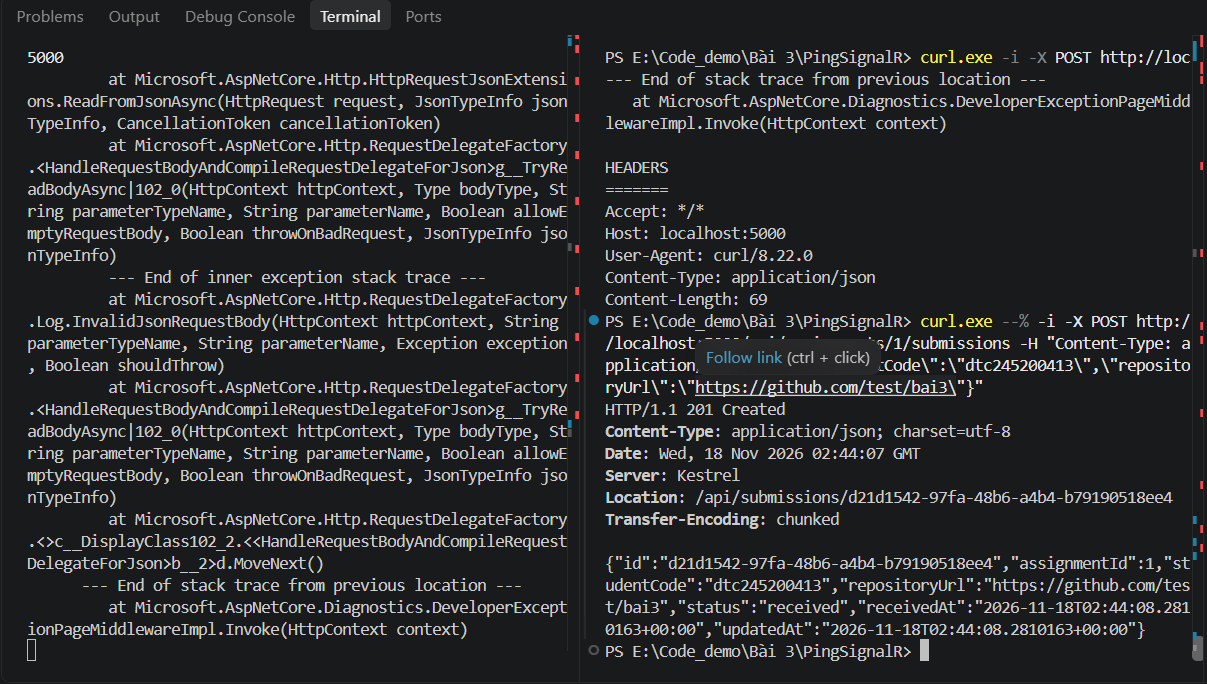 Problems Output Debug Console Terminal Ports
5000
at Microsoft.AspNetCore.Http.HttpRequestJsonExtensi
ons.ReadFromJsonAsync(HttpRequest request, JsonTypeInfo json
TypeInfo, CancellationToken cancellationToken)
at Microsoft.AspNetCore.Http.RequestDelegateFactory
.<HandleRequestBodyAndCompileRequestDelegateForJson>g__TryRe
adBodyAsync|102_0(HttpContext httpContext, Type bodyType, St
ring parameterTypeName, String parameterName, Boolean allowE
mptyRequestBody, Boolean throwOnBadRequest, JsonTypeInfo jso
nTypeInfo)
--- End of inner exception stack trace ---
at Microsoft.AspNetCore.Http.RequestDelegateFactory
.Log.InvalidJsonRequestBody(HttpContext httpContext, String 
parameterTypeName, String parameterName, Exception exception
, Boolean shouldThrow)
at Microsoft.AspNetCore.Http.RequestDelegateFactory
.<HandleRequestBodyAndCompileRequestDelegateForJson>g__TryRe
adBodyAsync|102_0(HttpContext httpContext, Type bodyType, St
ring parameterTypeName, String parameterName, Boolean allowE
mptyRequestBody, Boolean throwOnBadRequest, JsonTypeInfo jso
nTypeInfo)
at Microsoft.AspNetCore.Http.RequestDelegateFactory
.<>c__DisplayClass102_2.<<HandleRequestBodyAndCompileRequest
DelegateForJson>b__2>d.MoveNext()
--- End of stack trace from previous location ---
at Microsoft.AspNetCore.Diagnostics.DeveloperExcept
ionPageMiddlewareImpl.Invoke(HttpContext context)
PS E:\Code_demo\Bài 3\PingSignalR> curl.exe -i -X POST http://loc
--- End of stack trace from previous location ---
at Microsoft.AspNetCore.Diagnostics.DeveloperExceptionPageMidd
lewareImpl.Invoke(HttpContext context)
HEADERS
=======
Accept: */*
Host: localhost:5000
User-Agent: curl/8.22.0
Content-Type: application/json
Content-Length: 69
PS E:\Code_demo\Bài 3\PingSignalR> curl.exe --% -i -X POST http:/
/localhost: ts/1/submissions -H "Content-Type: a
Follow link (ctrl + click)
pplication tCode\":\"dtc245200413\",\"reposito
ryUrl\":\"https://github.com/test/bai3\"}"
HTTP/1.1 201 Created
Content-Type: application/json; charset=utf-8
Date: Wed, 18 Nov 2026 02:44:07 GMT
Server: Kestrel
Location: /api/submissions/d21d1542-97fa-48b6-a4b4-b79190518ee4
Transfer-Encoding: chunked
{"id":"d21d1542-97fa-48b6-a4b4-b79190518ee4","assignmentId":1,"st
udentCode":"dtc245200413","repositoryUrl":"https://github.com/tes
t/bai3","status":"received","receivedAt":"2026-11-18T02:44:08.281
0163+00:00","updatedAt":"2026-11-18T02:44:08.2810163+00:00"}
PS E:\Code_demo\Bài 3\PingSignalR>